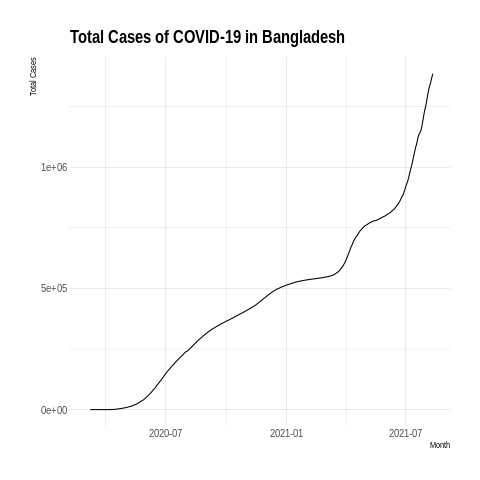 Total Cases of COVID-19 in Bangladesh
Total Cases
1e+06
5e+05
0e+00
2020-07
2021-01
2021-07
Month